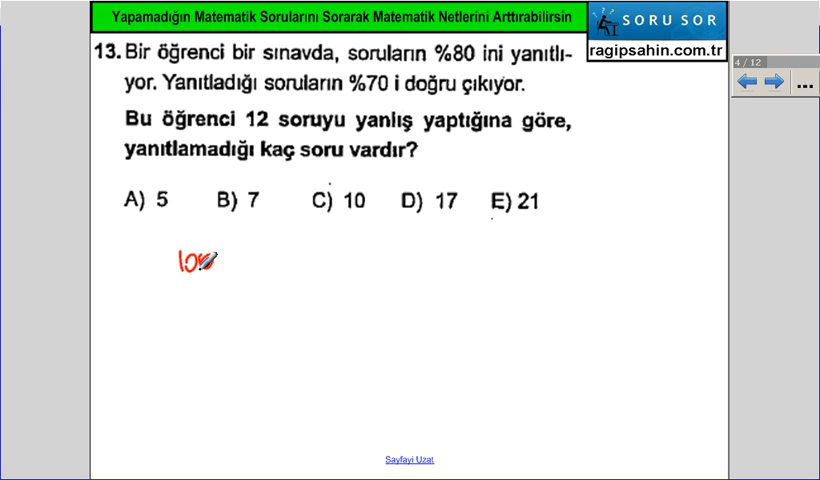 Yapamadığın Matematik Sorularını Sorarak Matematik Netlerini Arttırabilirsin
SORU SOR
ragipsahin.com.tr
4 / 12
...
13. Bir öğrenci bir sınavda, soruların %80 ini yanıtlı-
yor. Yanıtladığı soruların %70 i doğru çıkıyor.
Bu öğrenci 12 soruyu yanlış yaptığına göre,
yanıtlamadığı kaç soru vardır?
A) 5 B) 7 C) 10 D) 17 E) 21
Sayfayi Uzat